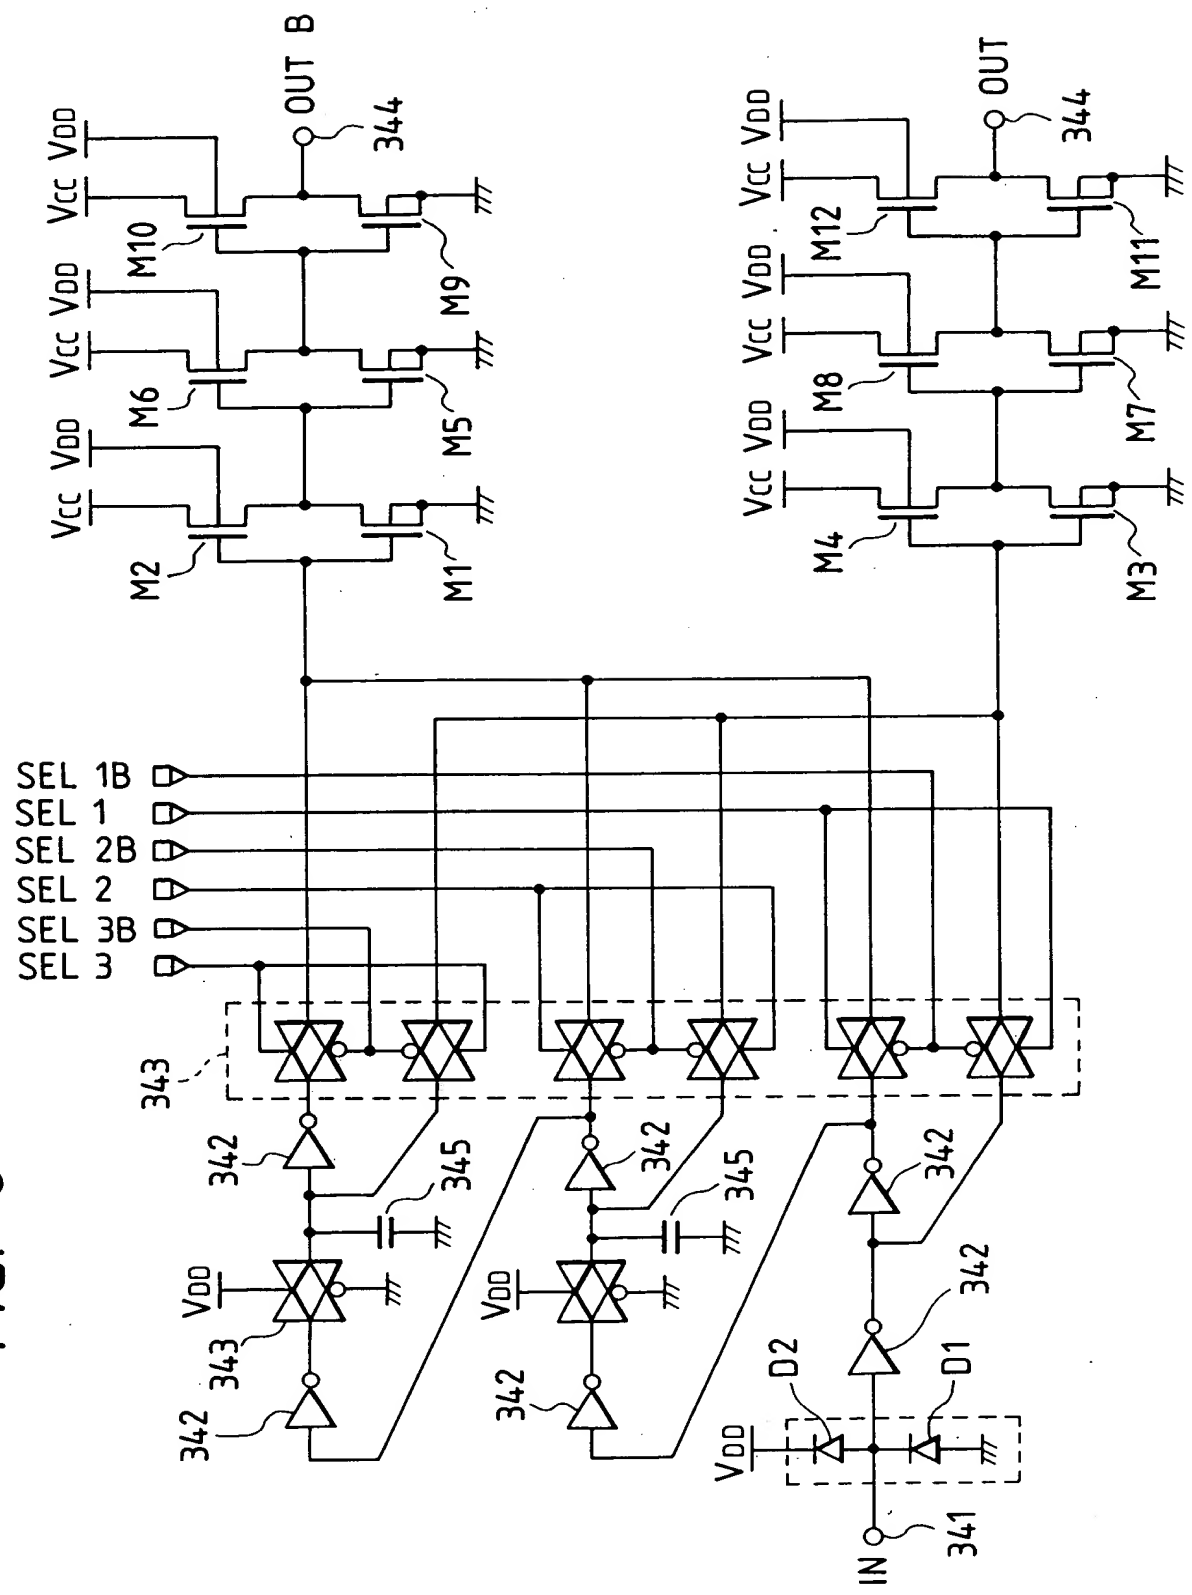 OUT B
344
VDD
VCC
M10
M9
VDD
VCC
M6
M5
VDD
VCC
M2
M1
OUT
344
VDD
VCC
M12
M11
VDD
VCC
M8
M7
VDD
VCC
M4
M3
SEL 1B
SEL 1
SEL 2B
SEL 2
SEL 3B
SEL 3
343
342
345
VDD
343
342
342
345
VDD
342
342
342
D2
D1
VDD
IN
341